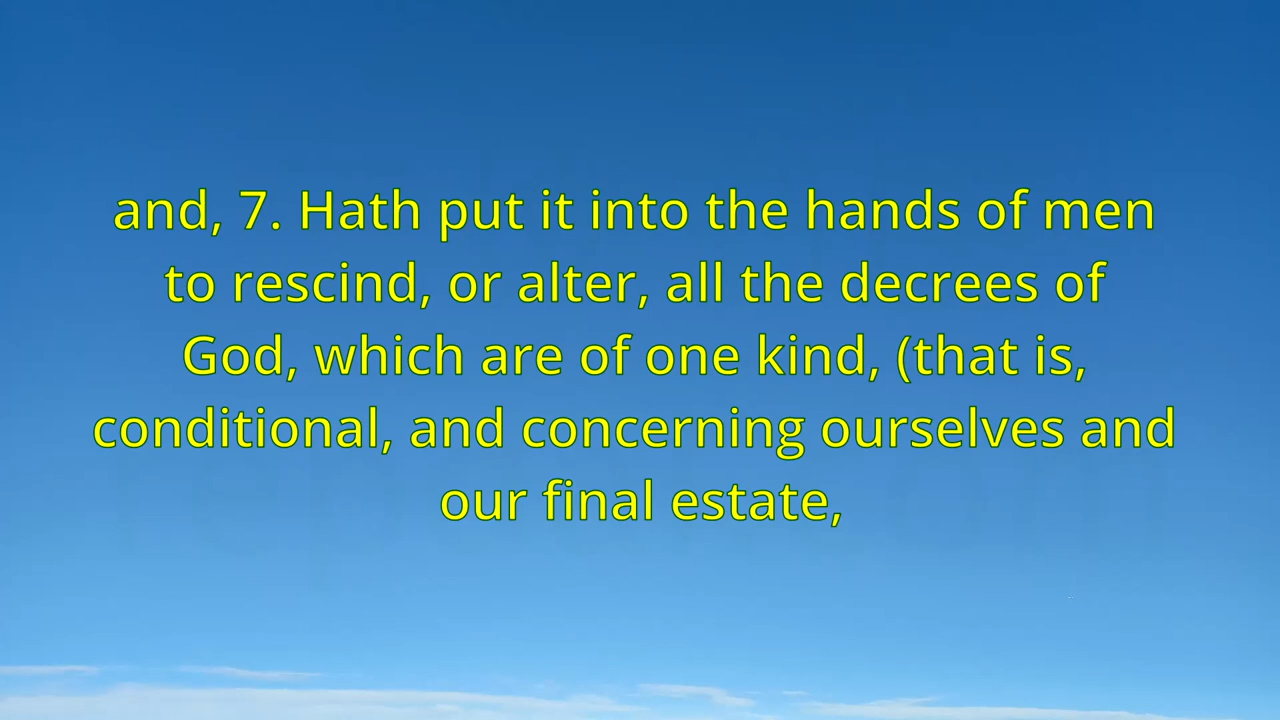 and, 7. Hath put it into the hands of men
to rescind, or alter, all the decrees of
God, which are of one kind, (that is,
conditional, and concerning ourselves and
our final estate,